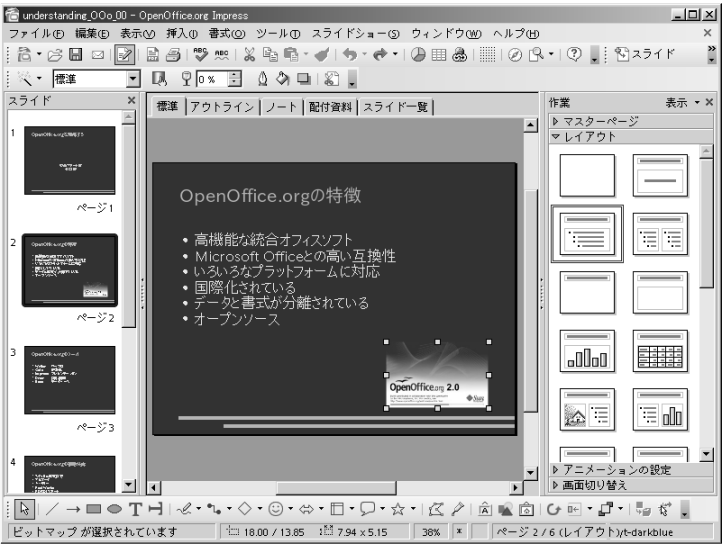 understanding_OOo_00 - OpenOffice.org Impress
ファイル(F) 編集(E) 表示(V) 挿入(I) 書式(O) ツール(T) スライドショー(S) ウィンドウ(W) ヘルプ(H)
スライド
標準
0%
スライド
標準 アウトライン ノート 配付資料 スライド一覧
作業 表示
マスターページ
レイアウト
1
ページ1
2
ページ2
3
ページ3
4
OpenOffice.orgの特徴
• 高機能な統合オフィスソフト
• Microsoft Officeとの高い互換性
• いろいろなプラットフォームに対応
• 国際化されている
• データと書式が分離されている
• オープンソース
OpenOffice.org 2.0
Sun
アニメーションの設定
画面切り替え
ビットマップ が選択されています 18.00 / 13.85 7.94 x 5.15 38% * ページ 2 / 6 (レイアウト) lyt-darkblue